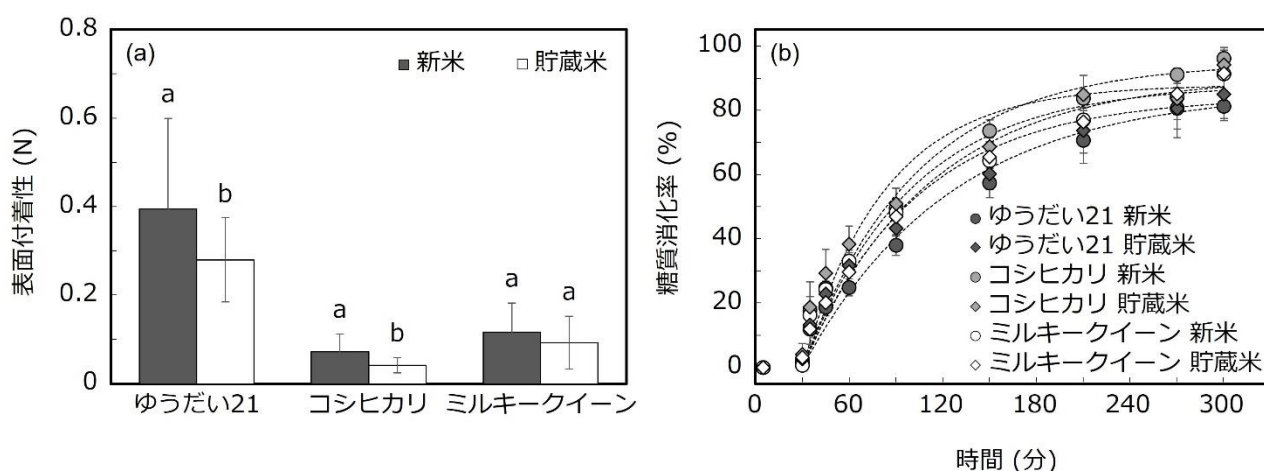 (a)
新米 貯蔵米
a
b
a
b
a
a
表面付着性 (N)
0.8
0.6
0.4
0.2
0
ゆうだい21 コシヒカリ ミルキークイーン
(b)
糖質消化率 (%)
100
80
60
40
20
0
ゆうだい21 新米
ゆうだい21 貯蔵米
コシヒカリ 新米
コシヒカリ 貯蔵米
ミルキークイーン 新米
ミルキークイーン 貯蔵米
0 60 120 180 240 300
時間 (分)